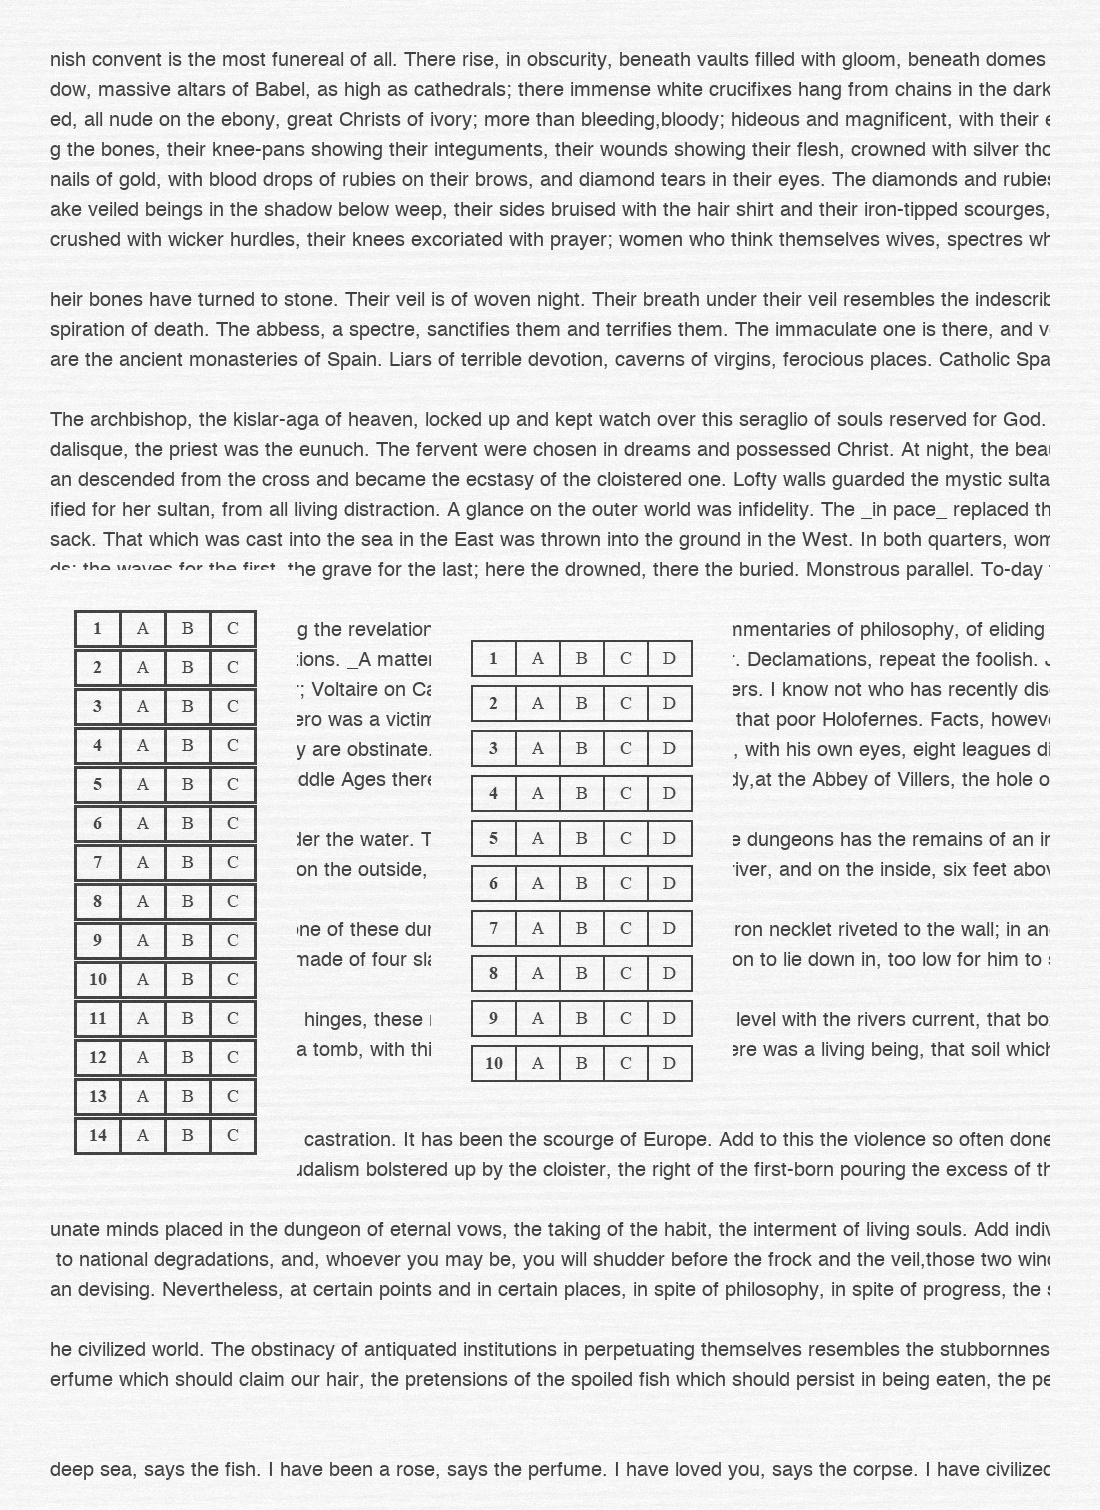 nish convent is the most funereal of all. There rise, in obscurity, beneath vaults filled with gloom, beneath domes
dow, massive altars of Babel, as high as cathedrals; there immense white crucifixes hang from chains in the dark
ed, all nude on the ebony, great Christs of ivory; more than bleeding,bloody; hideous and magnificent, with their
g the bones, their knee-pans showing their integuments, their wounds showing their flesh, crowned with silver tho
nails of gold, with blood drops of rubies on their brows, and diamond tears in their eyes. The diamonds and rubies
ake veiled beings in the shadow below weep, their sides bruised with the hair shirt and their iron-tipped scourges,
crushed with wicker hurdles, their knees excoriated with prayer; women who think themselves wives, spectres wh
heir bones have turned to stone. Their veil is of woven night. Their breath under their veil resembles the indescrib
spiration of death. The abbess, a spectre, sanctifies them and terrifies them. The immaculate one is there, and v
are the ancient monasteries of Spain. Liars of terrible devotion, caverns of virgins, ferocious places. Catholic Spa
The archbishop, the kislar-aga of heaven, locked up and kept watch over this seraglio of souls reserved for God.
dalisque, the priest was the eunuch. The fervent were chosen in dreams and possessed Christ. At night, the beau
an descended from the cross and became the ecstasy of the cloistered one. Lofty walls guarded the mystic sulta
ified for her sultan, from all living distraction. A glance on the outer world was infidelity. The _in pace_ replaced th
sack. That which was cast into the sea in the East was thrown into the ground in the West. In both quarters, wom
ds; the waves for the first, the grave for the last; here the drowned, there the buried. Monstrous parallel. To-day
1 A B C
2 A B C
3 A B C
4 A B C
5 A B C
6 A B C
7 A B C
8 A B C
9 A B C
10 A B C
11 A B C
12 A B C
13 A B C
14 A B C
g the revelation
tions. _A matter
; Voltaire on Ca
ero was a victim
y are obstinate.
ddle Ages there
der the water. T
on the outside,
one of these dun
made of four sla
hinges, these
a tomb, with thi
1 A B C D
2 A B C D
3 A B C D
4 A B C D
5 A B C D
6 A B C D
7 A B C D
8 A B C D
9 A B C D
10 A B C D
mmentaries of philosophy, of eliding
. Declamations, repeat the foolish.
ers. I know not who has recently dis
that poor Holofernes. Facts, howeve
, with his own eyes, eight leagues di
dy,at the Abbey of Villers, the hole o
e dungeons has the remains of an ir
river, and on the inside, six feet abov
iron necklet riveted to the wall; in an
on to lie down in, too low for him to
level with the rivers current, that bo
ere was a living being, that soil which
castration. It has been the scourge of Europe. Add to this the violence so often done
udalism bolstered up by the cloister, the right of the first-born pouring the excess of th
unate minds placed in the dungeon of eternal vows, the taking of the habit, the interment of living souls. Add indiv
to national degradations, and, whoever you may be, you will shudder before the frock and the veil,those two wind
an devising. Nevertheless, at certain points and in certain places, in spite of philosophy, in spite of progress, the
he civilized world. The obstinacy of antiquated institutions in perpetuating themselves resembles the stubbornnes
erfume which should claim our hair, the pretensions of the spoiled fish which should persist in being eaten, the pe
deep sea, says the fish. I have been a rose, says the perfume. I have loved you, says the corpse. I have civilized